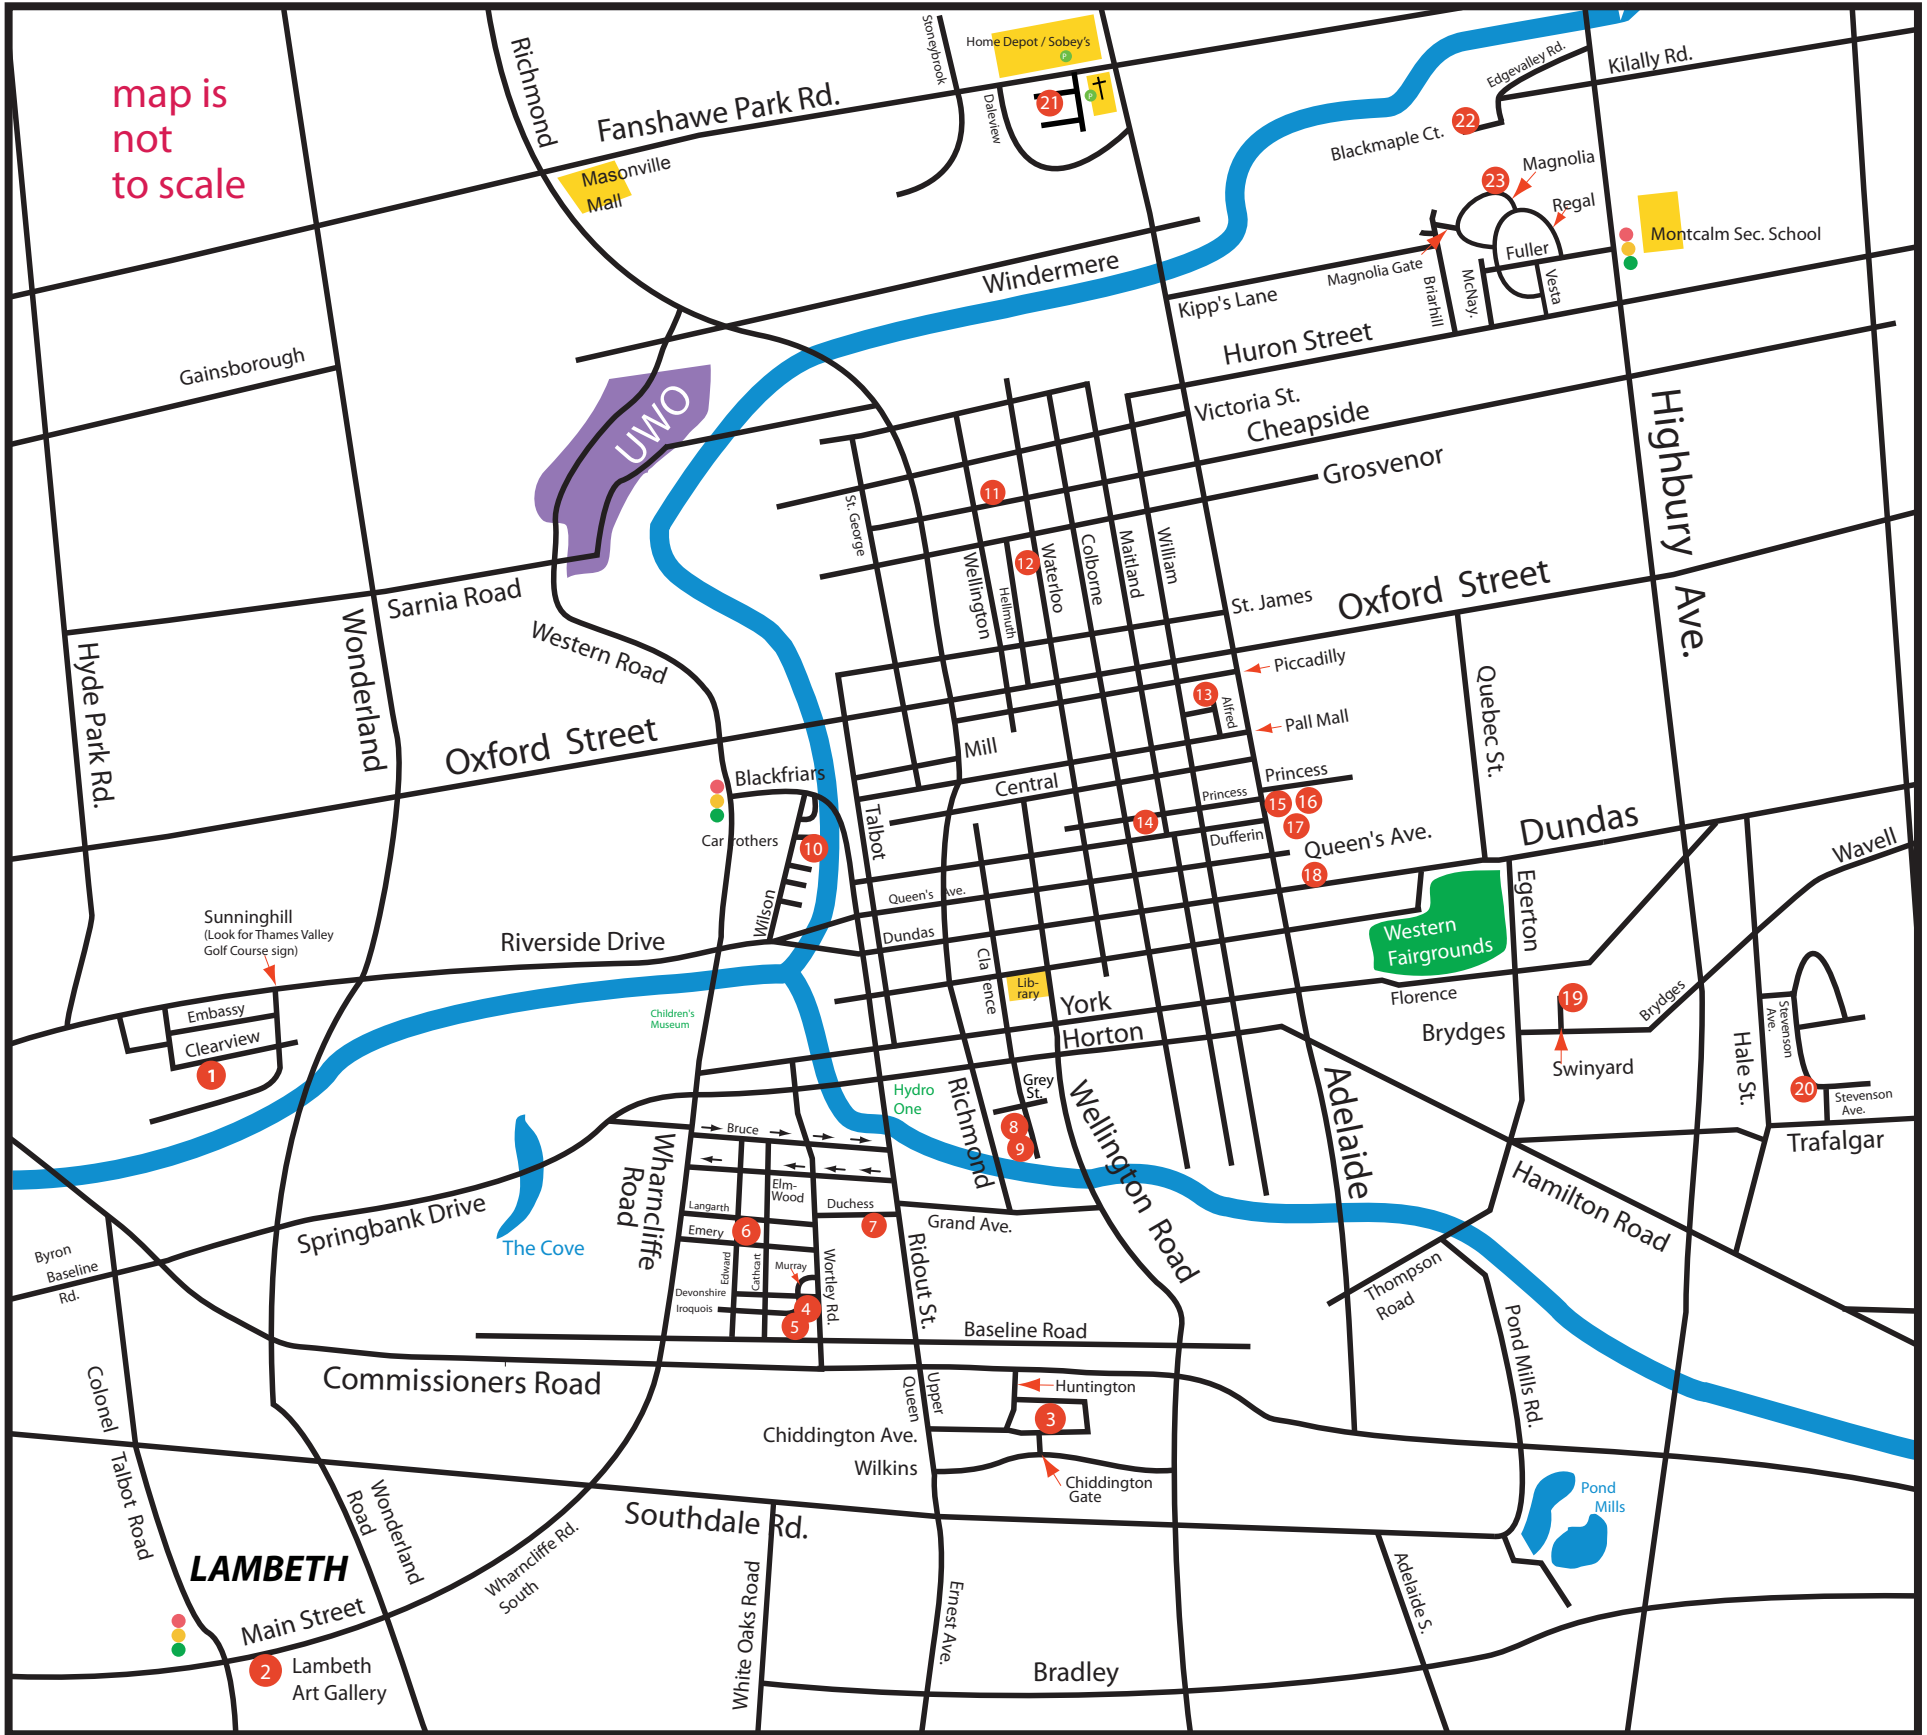 map is
not
to scale
Richmond
Fanshawe Park Rd.
Masonville
Mall
Stoneybrook
Home Depot / Sobey's
P
Daleview
21
P
Edgevalley Rd.
Kilally Rd.
22
Blackmaple Ct.
Magnolia
23
Regal
Montcalm Sec. School
Fuller
Magnolia Gate
Briarhill
McNay.
Vesta
Windermere
Kipp's Lane
Huron Street
Gainsborough
UWO
Victoria St.
Cheapside
Grosvenor
Highbury
Ave.
11
St. George
12
Wellington
Hellmuth
Waterloo
Colborne
Maitland
William
St. James
Oxford Street
Sarnia Road
Western Road
Hyde Park Rd.
Wonderland
Oxford Street
Piccadilly
13
Alfred
Pall Mall
Quebec St.
Mill
Central
Princess
Princess
15
16
17
14
Dufferin
Queen's Ave.
18
Dundas
Wavell
Blackfriars
Car rothers
10
Talbot
Wilson
Queen's Ave.
Dundas
Egerton
Western
Fairgrounds
Sunninghill
(Look for Thames Valley
Golf Course sign)
Riverside Drive
Clarence
Lib-
rary
York
Horton
Florence
19
Brydges
Brydges
Swinyard
Hale St.
Stevenson
Ave.
20
Stevenson
Ave.
Trafalgar
Embassy
Clearview
1
Children's
Museum
Hydro
One
Richmond
Grey
St.
8
9
Wellington Road
Adelaide
Hamilton Road
Wharncliffe
Road
Bruce
Elm-
Wood
Langarth
Emery
6
Duchess
7
Grand Ave.
Springbank Drive
The Cove
Byron
Baseline
Rd.
Edward
Cathcart
Murray
Devonshire
Iroquois
4
5
Wortley Rd.
Ridout St.
Thompson
Road
Pond Mills Rd.
Baseline Road
Commissioners Road
Upper
Queen
Huntington
3
Chiddington Ave.
Wilkins
Chiddington
Gate
Colonel
Talbot Road
Wonderland
Road
Southdale Rd.
Pond
Mills
LAMBETH
Wharncliffe Rd.
South
Main Street
2
Lambeth
Art Gallery
White Oaks Road
Ernest Ave.
Adelaide S.
Bradley